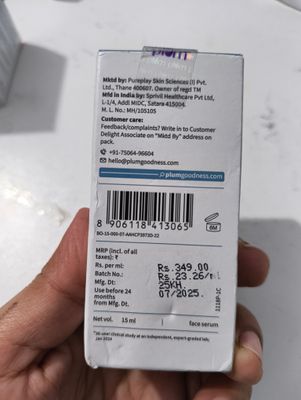 plum
Mktd by: Pureplay Skin Sciences (I) Pvt.
Ltd., Thane 400607. Owner of regd TM
Mfd in India by: Sprivil Healthcare Pvt Ltd,
L-1/4, Addl MIDC, Satara 415004.
M. L. No.: MH/105105
Customer care:
Feedback/complaints? Write in to Customer
Delight Associate on "Mktd By" address on
pack.
+91-75064-96604
hello@plumgoodness.com
plumgoodness.com
8 906118 413065
6M
MRP (incl. of all
taxes): ₹
Rs. per ml:
Batch No.:
Mfg. Dt:
Use before 24
months
from Mfg. Dt.
Rs.349.00
Rs.23.26/ml
25KH.
07/2025.
1118P-1C
Net vol. 15 ml face serum